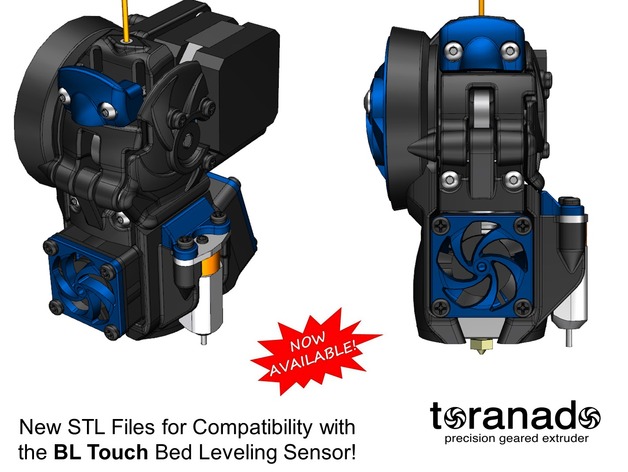 NOW
AVAILABLE!
New STL Files for Compatibility with
the BL Touch Bed Leveling Sensor!
toranado
precision geared extruder